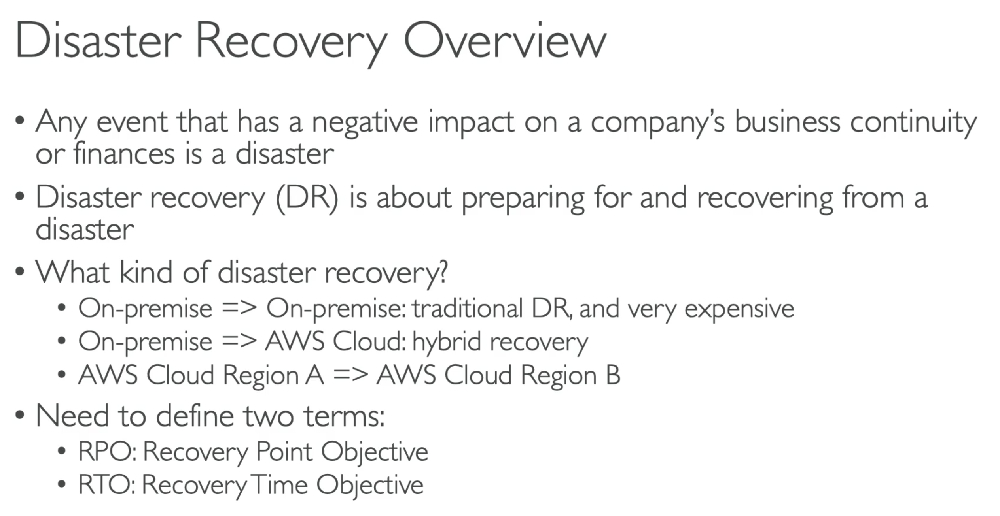 Disaster Recovery Overview
• Any event that has a negative impact on a company’s business continuity
or finances is a disaster
• Disaster recovery (DR) is about preparing for and recovering from a
disaster
• What kind of disaster recovery?
• On-premise => On-premise: traditional DR, and very expensive
• On-premise => AWS Cloud: hybrid recovery
• AWS Cloud Region A => AWS Cloud Region B
• Need to define two terms:
• RPO: Recovery Point Objective
• RTO: Recovery Time Objective